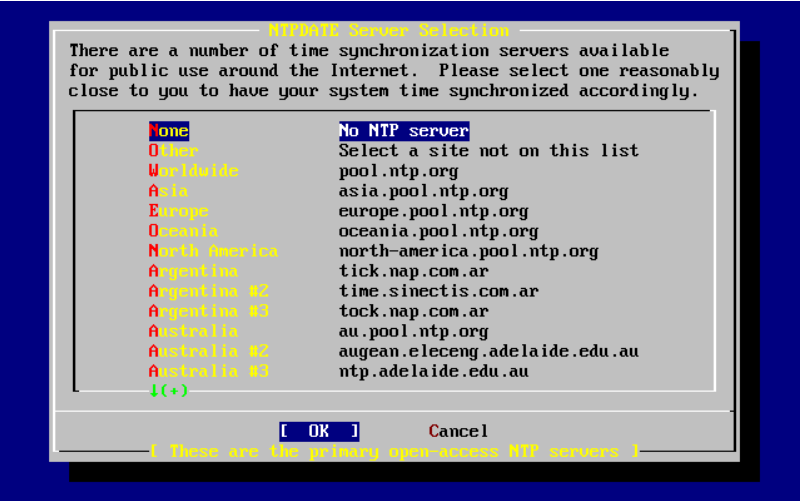 NTPDATE Server Selection
There are a number of time synchronization servers available
for public use around the Internet.  Please select one reasonably
close to you to have your system time synchronized accordingly.
None No NTP server
Other Select a site not on this list
Worldwide pool.ntp.org
Asia asia.pool.ntp.org
Europe europe.pool.ntp.org
Oceania oceania.pool.ntp.org
North America north-america.pool.ntp.org
Argentina tick.nap.com.ar
Argentina #2 time.sinectis.com.ar
Argentina #3 tock.nap.com.ar
Australia au.pool.ntp.org
Australia #2 augean.eleceng.adelaide.edu.au
Australia #3 ntp.adelaide.edu.au
↓(+)
[ OK ] Cancel
[ These are the primary open-access NTP servers ]